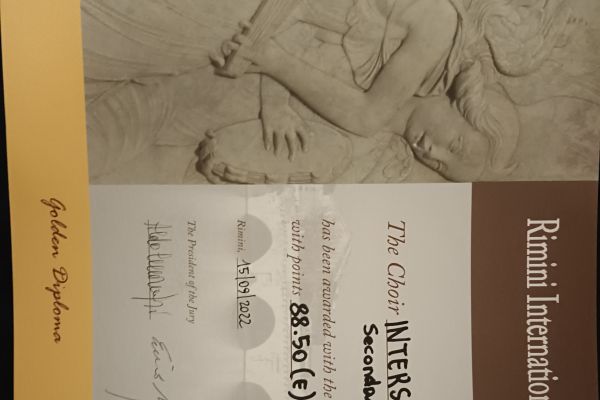 Rimini Internation
The Choir INTERS
Seconda
has been awarded with the
with points 88.50 (E)
Rimini, 15/09/2022
The President of the Jury
Golden Diploma